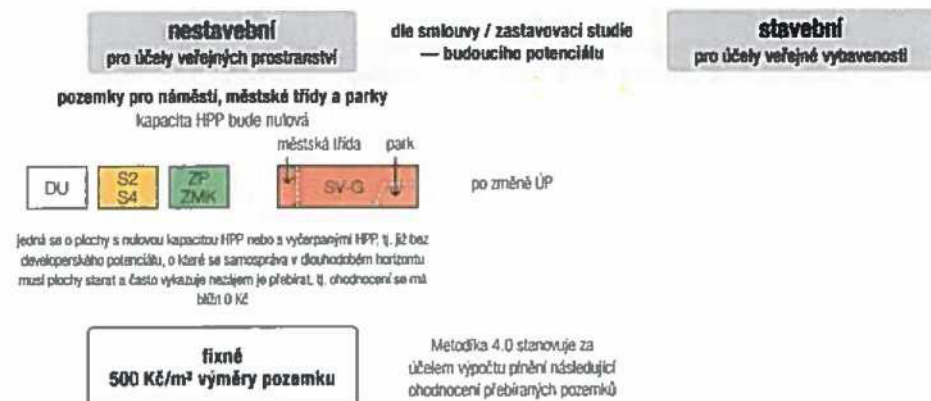 nestavební
pro účely veřejných prostranství
dle smlouvy / zastavovací studie
— budoucího potenciálu
stavební
pro účely veřejné vybavenosti
pozemky pro náměstí, městské třídy a parky
kapacita HPP bude nulová
městská třída
park
DU
S2
S4
ZP
ZMK
SV-G
po změně ÚP
jedná se o plochy s nulovou kapacitou HPP nebo s vyčerpanými HPP, tj. již bez
developerského potenciálu, o které se samospráva v dlouhodobém horizontu
musí plochy starat a často vykazuje nezájem je přebírat, tj. ohodnocení se má
blížit 0 Kč
fixně
500 Kč/m² výměry pozemku
Metodika 4.0 stanovuje za
účelem výpočtu plnění následující
ohodnocení přebíraných pozemků